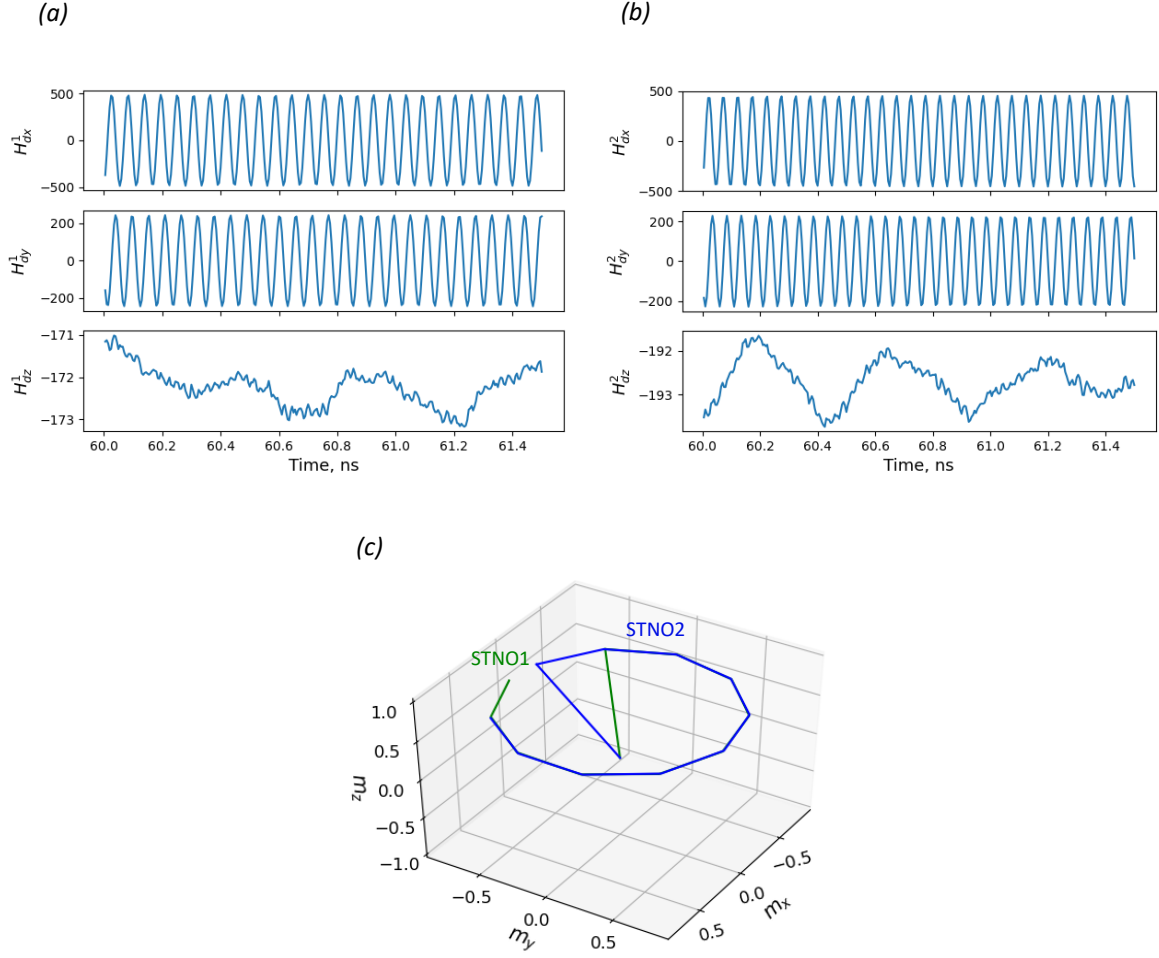 (a)
500
0
−500
H¹dx
200
0
−200
H¹dy
−171
−172
−173
H¹dz
60.0 60.2 60.4 60.6 60.8 61.0 61.2 61.4
Time, ns
(b)
500
0
−500
H²dx
200
0
−200
H²dy
−192
−193
H²dz
60.0 60.2 60.4 60.6 60.8 61.0 61.2 61.4
Time, ns
(c)
STNO2
STNO1
1.0
0.5
0.0
−0.5
−1.0
mz
−0.5
0.0
0.5
my
−0.5
0.0
0.5
mx